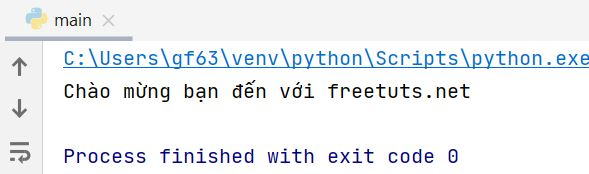 main
C:\Users\gf63\venv\python\Scripts\python.exe
Chào mừng bạn đến với freetuts.net
Process finished with exit code 0